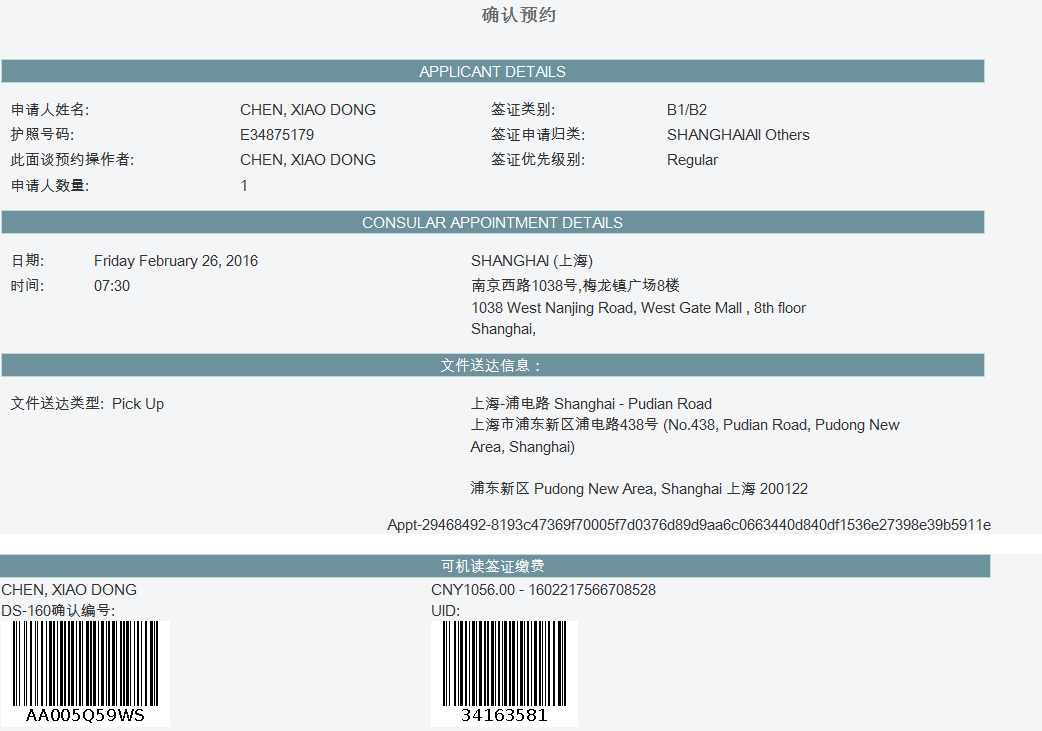 确认预约
APPLICANT DETAILS
申请人姓名: CHEN, XIAO DONG 签证类别: B1/B2
护照号码: E34875179 签证申请归类: SHANGHAIAll Others
此面谈预约操作者: CHEN, XIAO DONG 签证优先级别: Regular
申请人数量: 1
CONSULAR APPOINTMENT DETAILS
日期: Friday February 26, 2016 SHANGHAI (上海)
时间: 07:30 南京西路1038号,梅龙镇广场8楼
1038 West Nanjing Road, West Gate Mall , 8th floor
Shanghai,
文件送达信息：
文件送达类型: Pick Up 上海-浦电路 Shanghai - Pudian Road
上海市浦东新区浦电路438号 (No.438, Pudian Road, Pudong New
Area, Shanghai)
浦东新区 Pudong New Area, Shanghai 上海 200122
Appt-29468492-8193c47369f70005f7d0376d89d9aa6c0663440d840df1536e27398e39b5911e
可机读签证缴费
CHEN, XIAO DONG CNY1056.00 - 1602217566708528
DS-160确认编号: UID:
AA005Q59WS 34163581